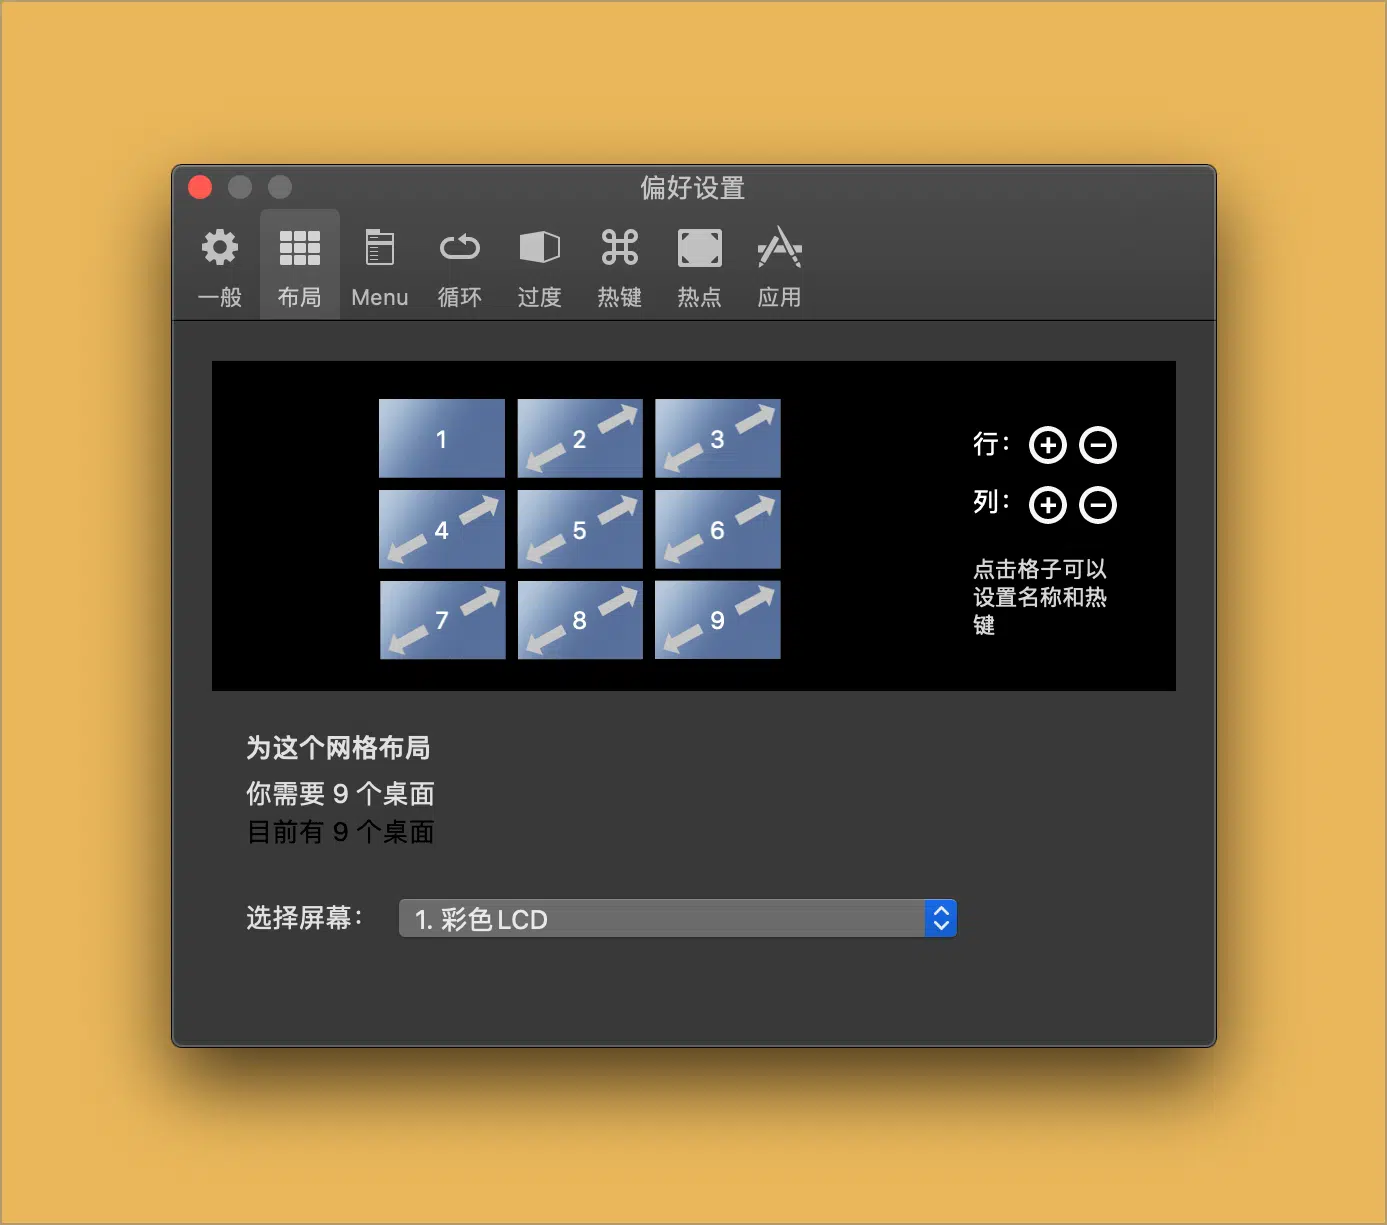 偏好设置
一般 布局 Menu 循环 过度 热键 热点 应用
1 2 3
4 5 6
7 8 9
行：
列：
点击格子可以
设置名称和热
键
为这个网格布局
你需要 9 个桌面
目前有 9 个桌面
选择屏幕： 1. 彩色 LCD